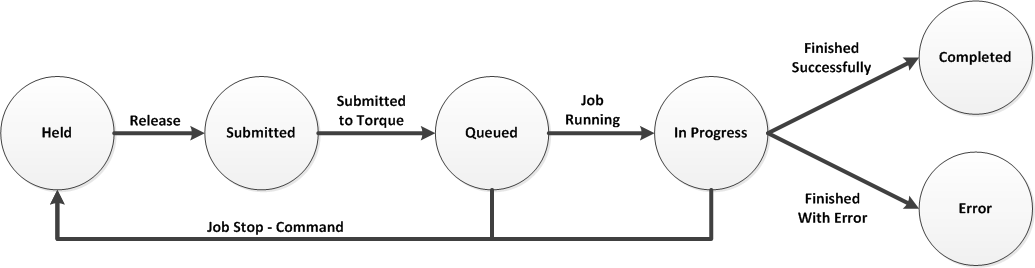 Held
Release
Submitted
Submitted
to Torque
Queued
Job
Running
In Progress
Finished
Successfully
Completed
Finished
With Error
Error
Job Stop - Command